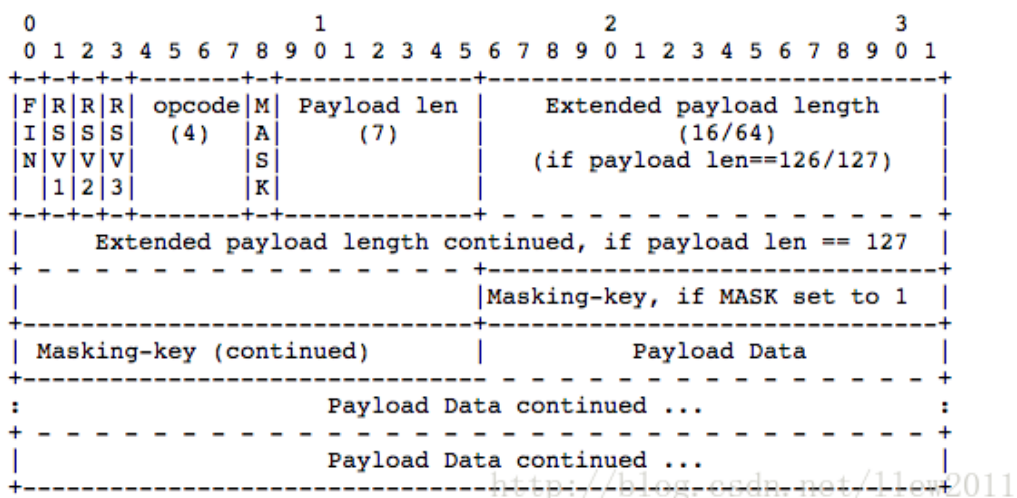 0                   1                   2                   3
0 1 2 3 4 5 6 7 8 9 0 1 2 3 4 5 6 7 8 9 0 1 2 3 4 5 6 7 8 9 0 1
+-+-+-+-+-------+-+-------------+-------------------------------+
|F|R|R|R| opcode|M| Payload len |    Extended payload length    |
|I|S|S|S|  (4)  |A|     (7)     |             (16/64)           |
|N|V|V|V|       |S|             |   (if payload len==126/127)   |
| |1|2|3|       |K|             |                               |
+-+-+-+-+-------+-+-------------+ - - - - - - - - - - - - - - - +
|     Extended payload length continued, if payload len == 127  |
+ - - - - - - - - - - - - - - - +-------------------------------+
|                               |Masking-key, if MASK set to 1  |
+-------------------------------+-------------------------------+
| Masking-key (continued)       |          Payload Data         |
+-------------------------------- - - - - - - - - - - - - - - - +
:                     Payload Data continued ...                :
+ - - - - - - - - - - - - - - - - - - - - - - - - - - - - - - - +
|                     Payload Data continued ...                |
+---------------------------------------------------------------+
http://blog.csdn.net/llew2011